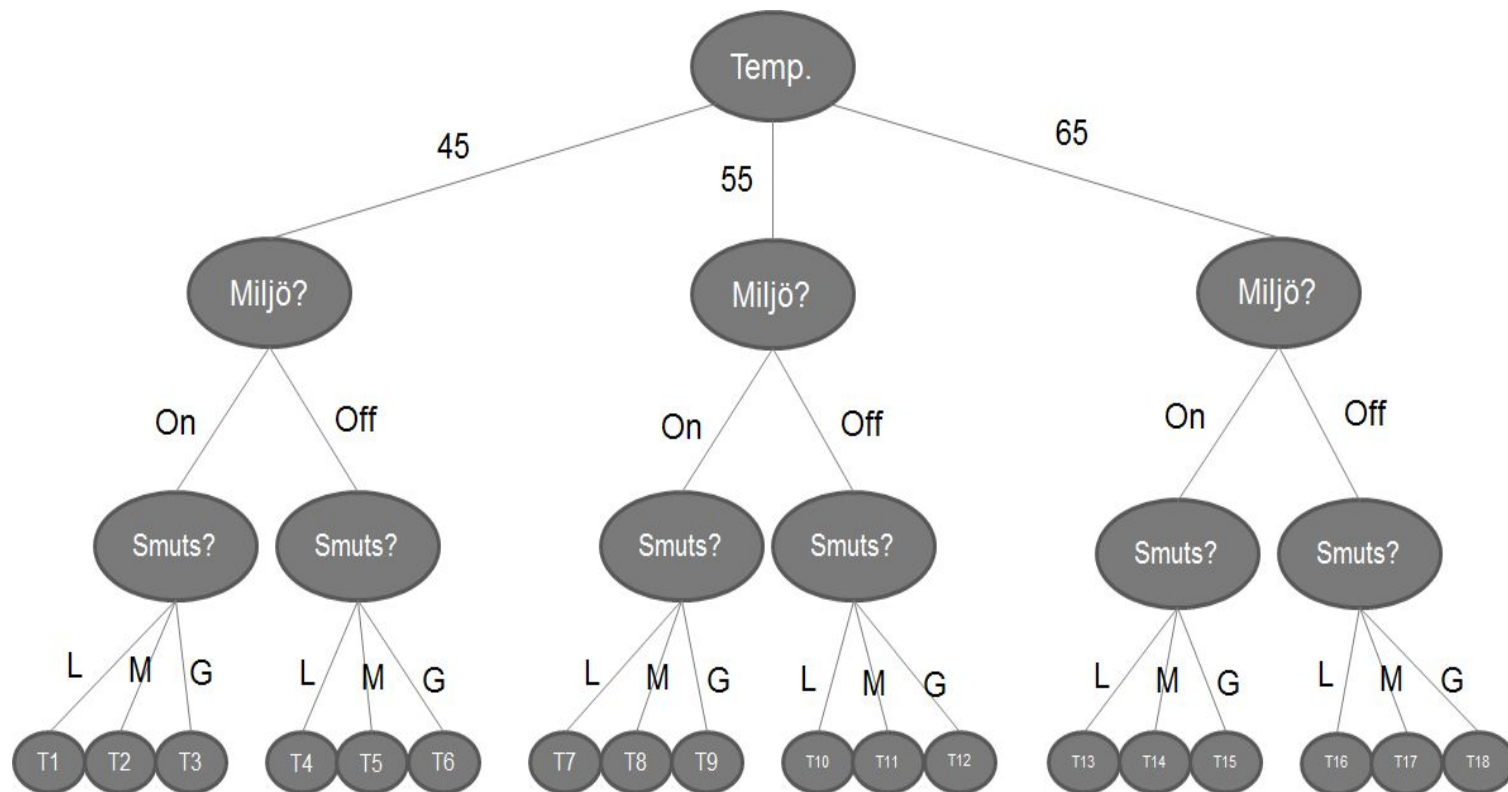 Temp.
45
55
65
Miljö?
Miljö?
Miljö?
On
Off
On
Off
On
Off
Smuts?
Smuts?
Smuts?
Smuts?
Smuts?
Smuts?
L
M
G
L
M
G
L
M
G
L
M
G
L
M
G
L
M
G
T1
T2
T3
T4
T5
T6
T7
T8
T9
T10
T11
T12
T13
T14
T15
T16
T17
T18